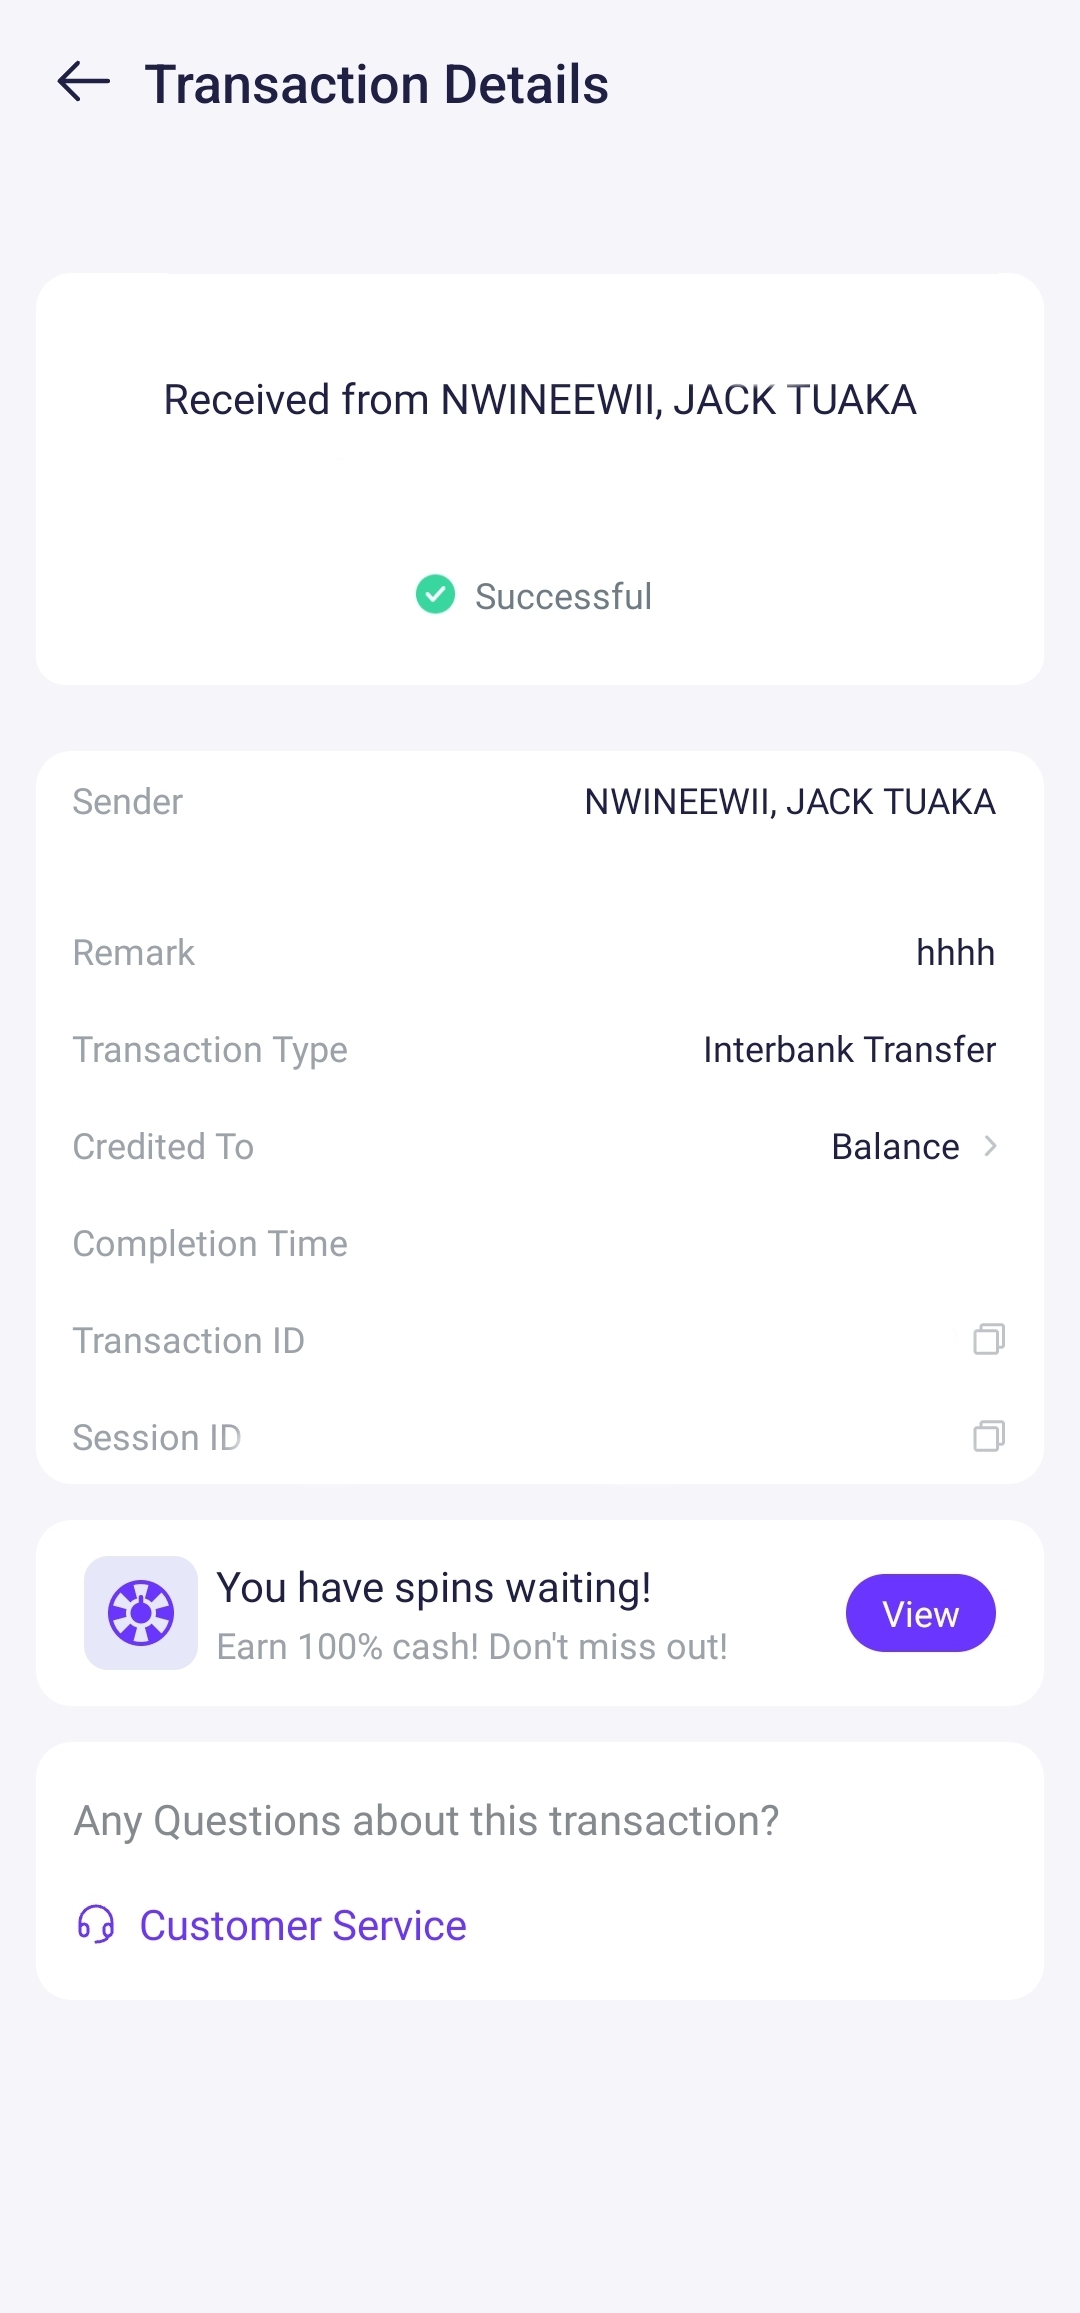 Transaction Details
Received from NWINEEWII, JACK TUAKA
Successful
Sender NWINEEWII, JACK TUAKA
Remark hhhh
Transaction Type Interbank Transfer
Credited To Balance
Completion Time
Transaction ID
Session ID
You have spins waiting!
Earn 100% cash! Don't miss out!
View
Any Questions about this transaction?
Customer Service